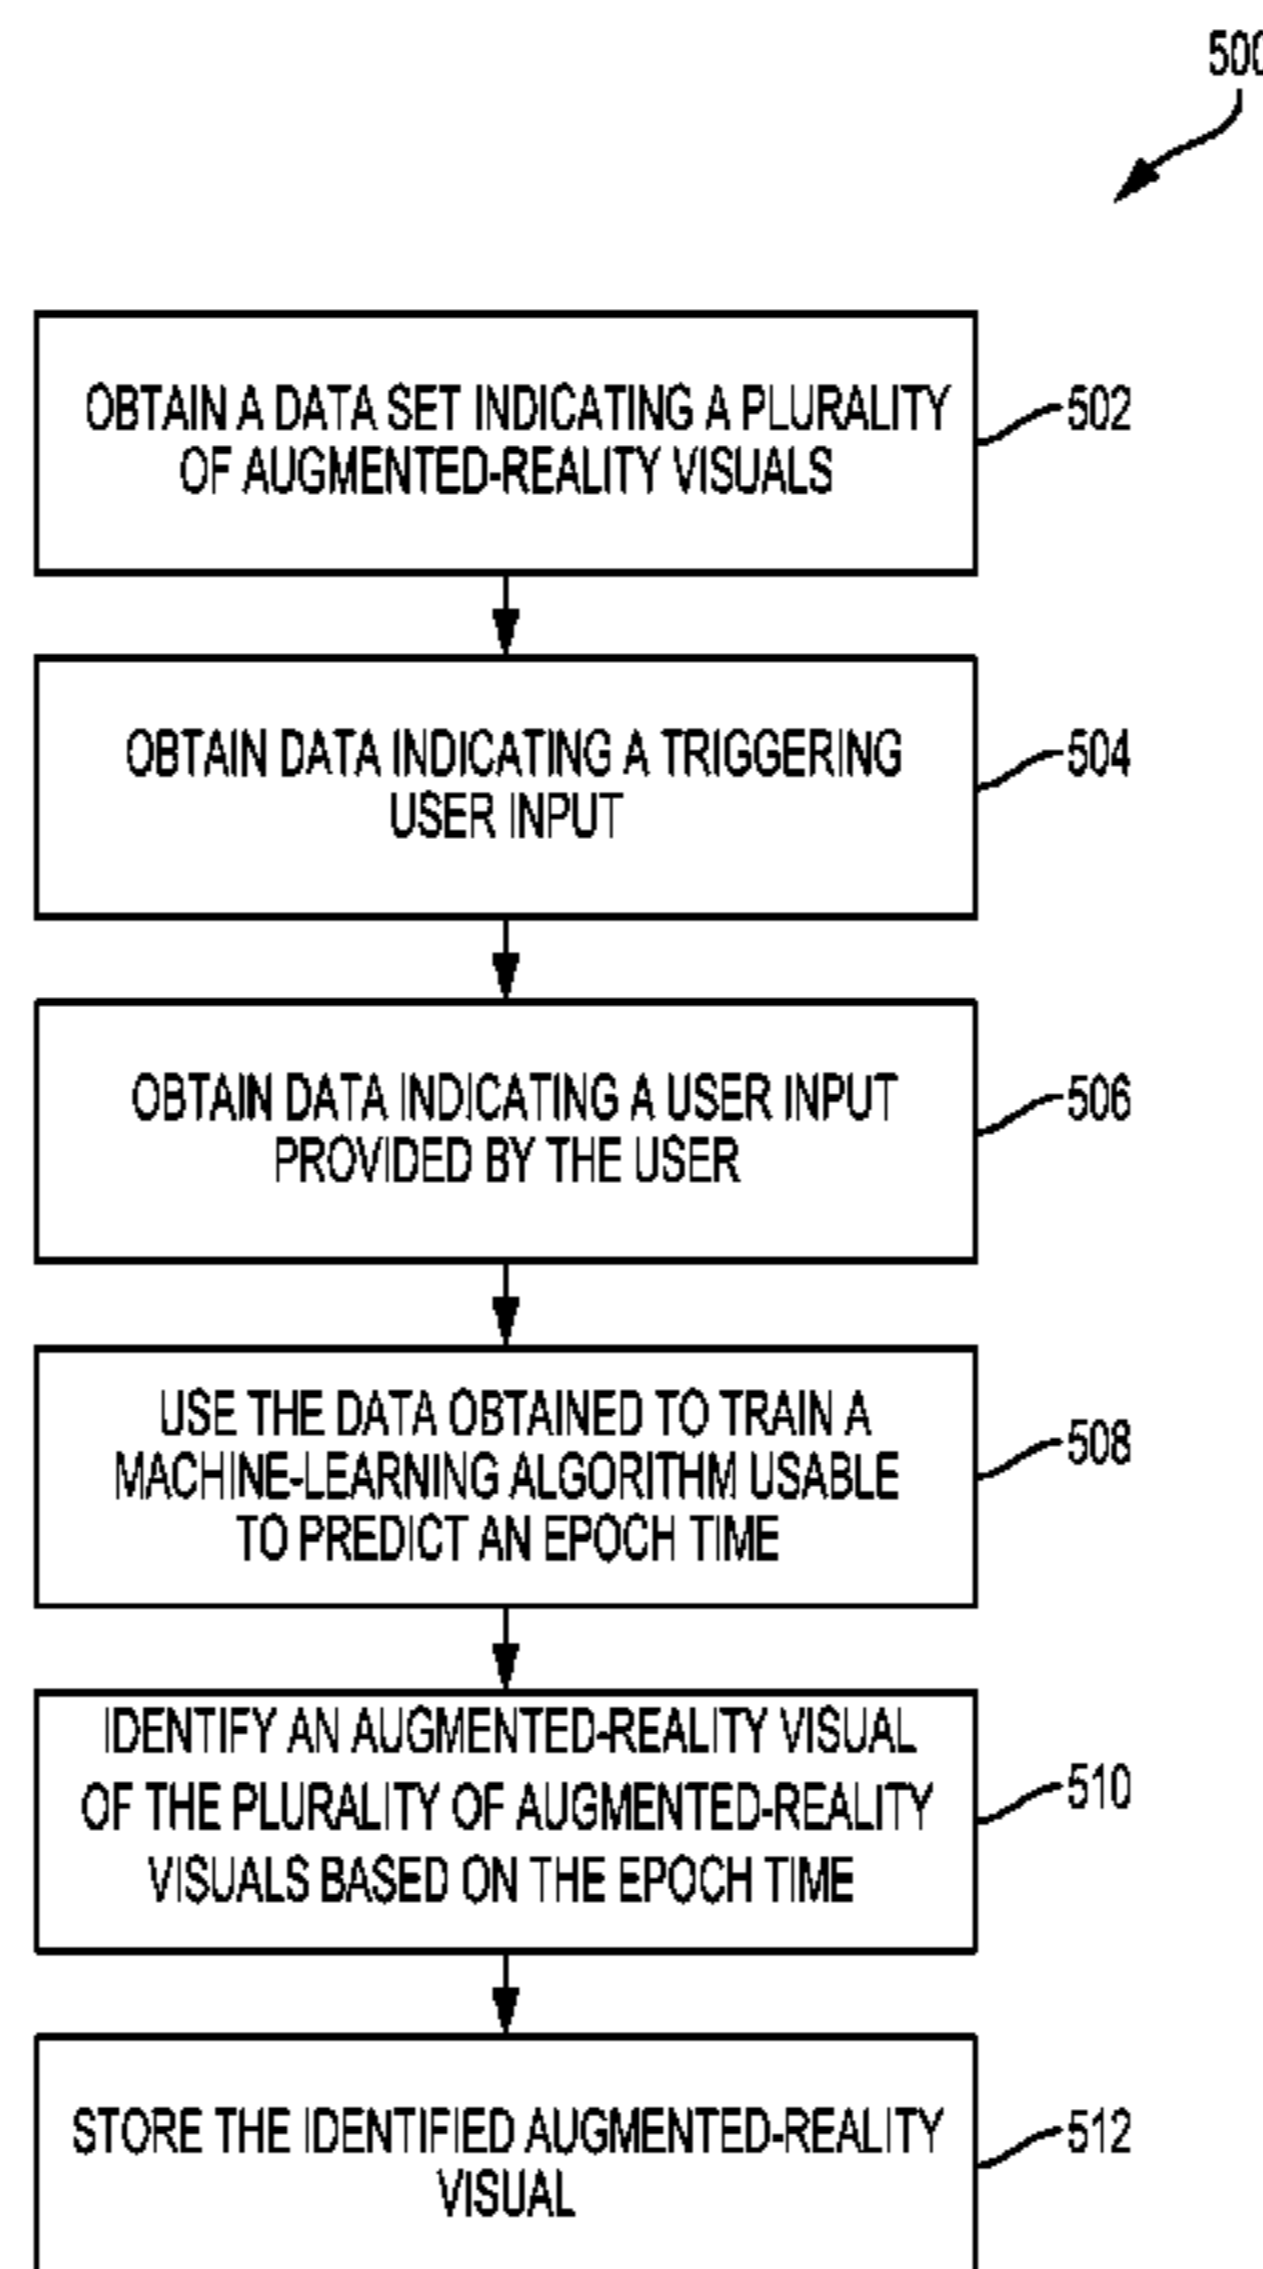 500
OBTAIN A DATA SET INDICATING A PLURALITY
OF AUGMENTED-REALITY VISUALS
502
OBTAIN DATA INDICATING A TRIGGERING
USER INPUT
504
OBTAIN DATA INDICATING A USER INPUT
PROVIDED BY THE USER
506
USE THE DATA OBTAINED TO TRAIN A
MACHINE-LEARNING ALGORITHM USABLE
TO PREDICT AN EPOCH TIME
508
IDENTIFY AN AUGMENTED-REALITY VISUAL
OF THE PLURALITY OF AUGMENTED-REALITY
VISUALS BASED ON THE EPOCH TIME
510
STORE THE IDENTIFIED AUGMENTED-REALITY
VISUAL
512